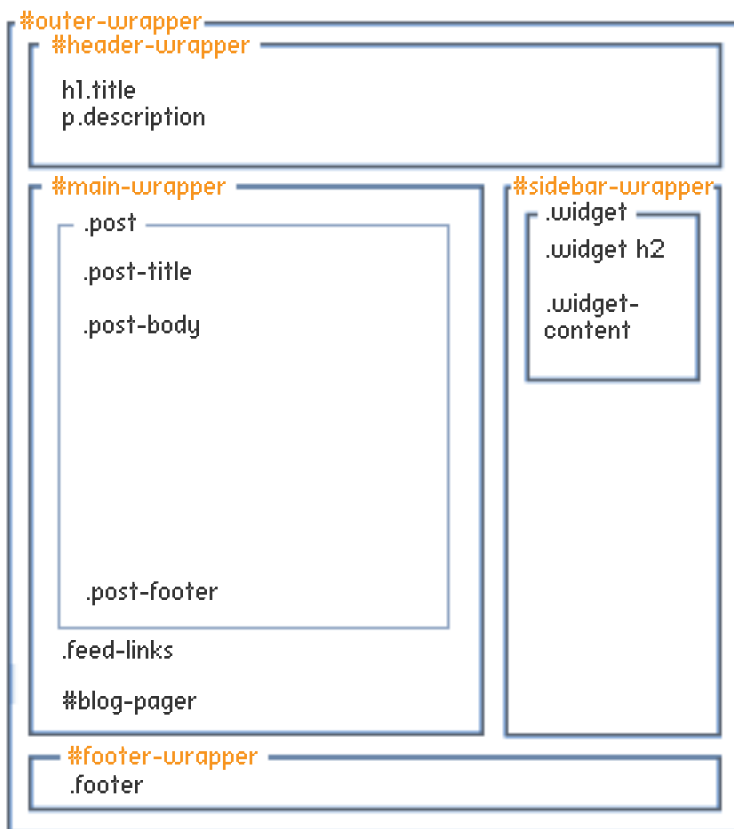 #outer-wrapper
#header-wrapper
h1.title
p.description
#main-wrapper
.post
.post-title
.post-body
.post-footer
.feed-links
#blog-pager
#sidebar-wrapper
.widget
.widget h2
.widget-
content
#footer-wrapper
.footer